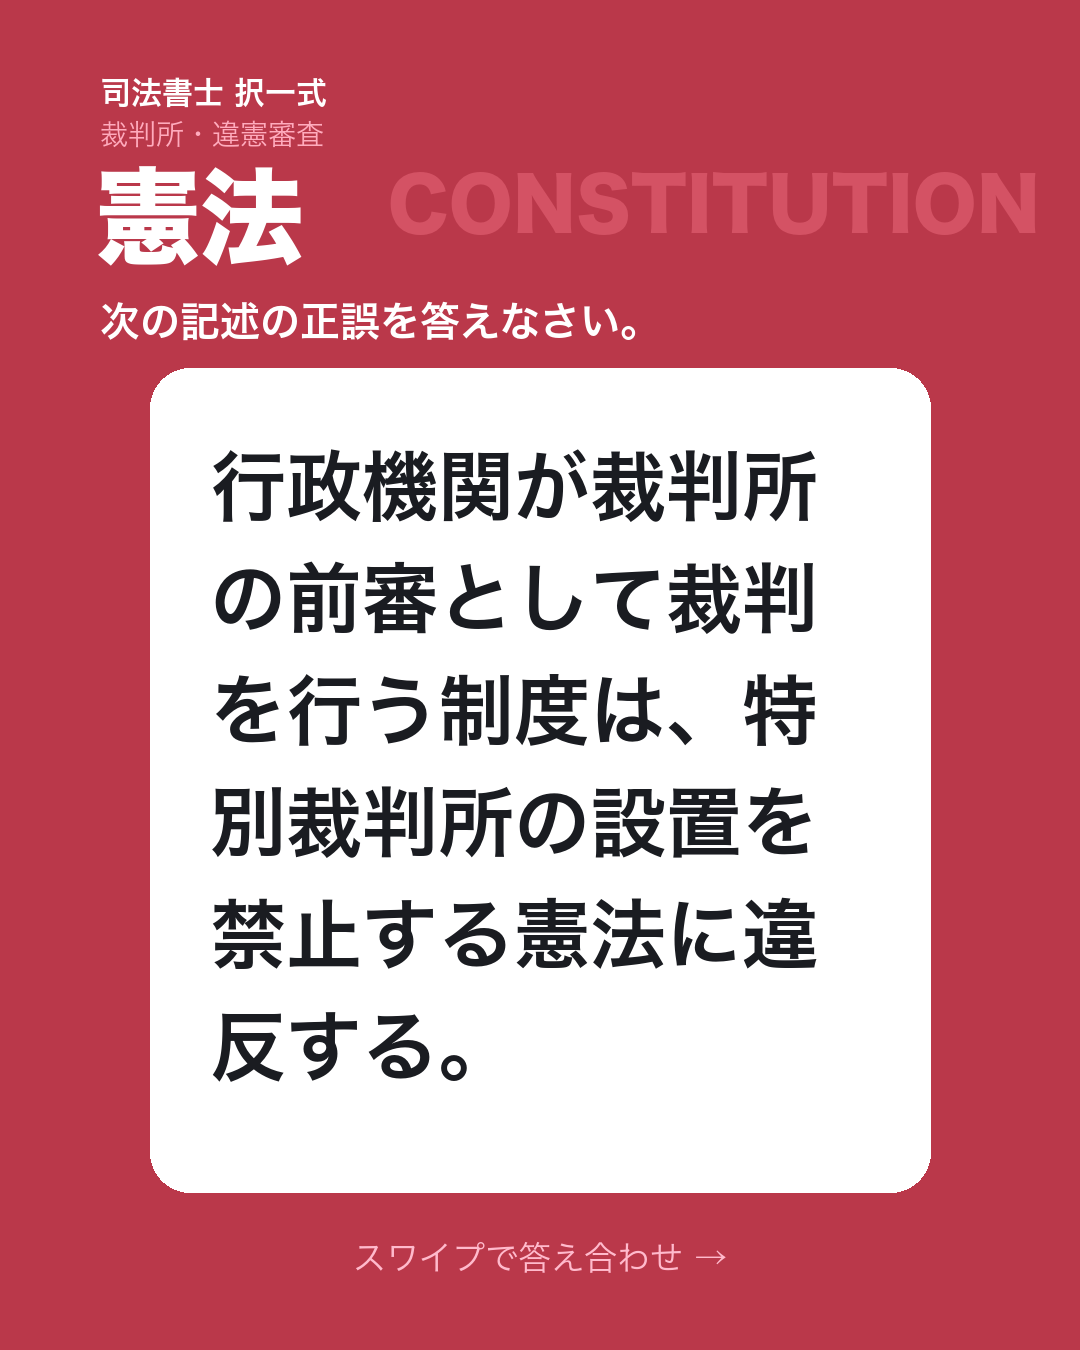 司法書士 択一式
裁判所・違憲審査
憲法
CONSTITUTION
次の記述の正誤を答えなさい。
行政機関が裁判所
の前審として裁判
を行う制度は、特
別裁判所の設置を
禁止する憲法に違
反する。
スワイプで答え合わせ →